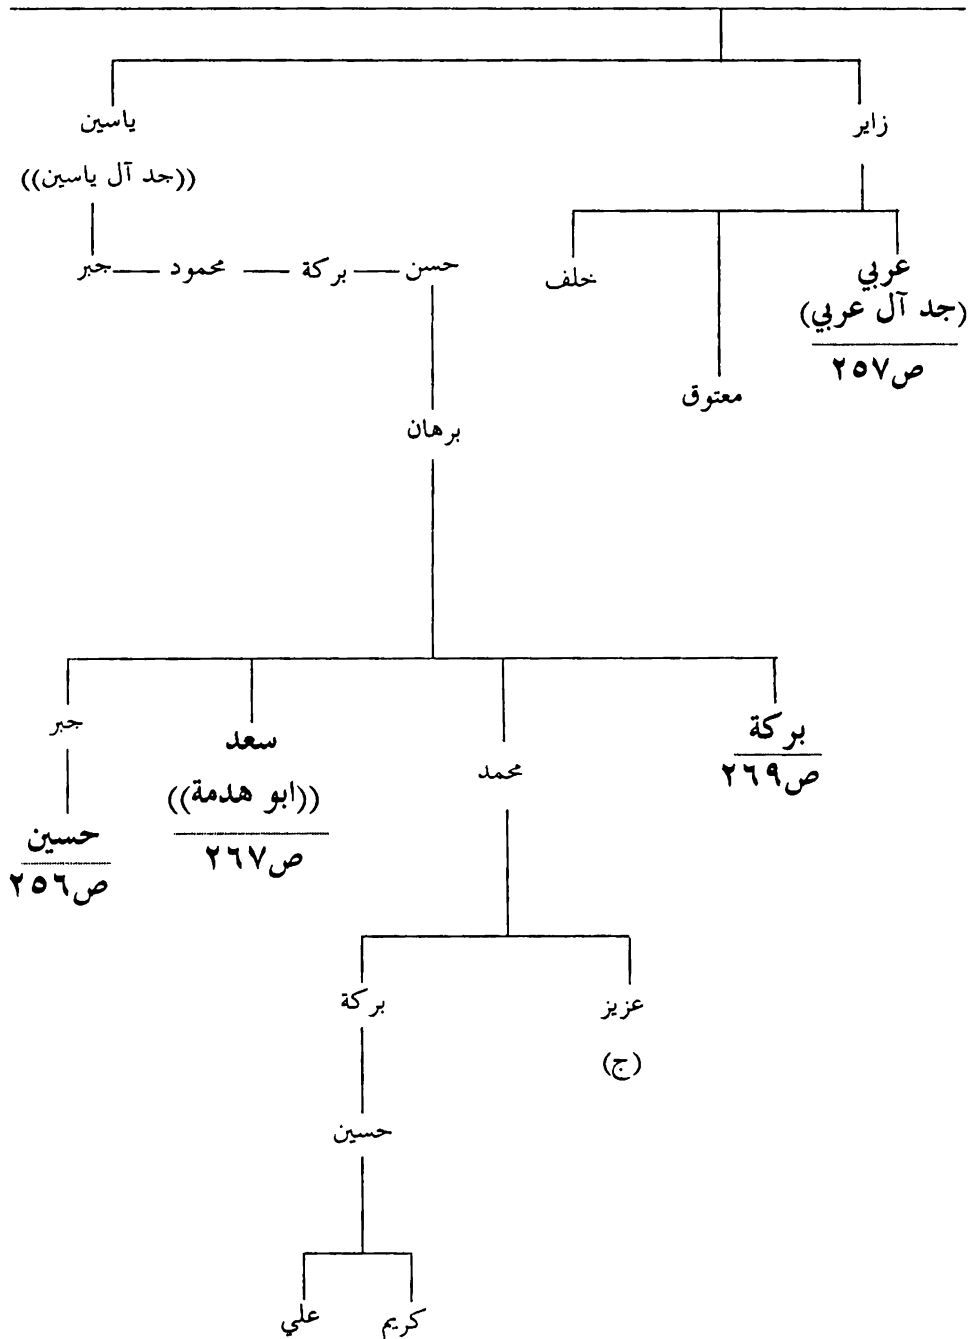 زاير
ياسين
((جد آل ياسين))
عربي
(جد آل عربي)
ص٢٥٧
خلف
معتوق
حسن
بركة
محمود
جبر
برهان
بركة
ص٢٦٩
محمد
سعد
((ابو هدمة))
ص٢٦٧
جبر
حسين
ص٢٥٦
عزيز
(ج)
بركة
حسين
كريم
علي